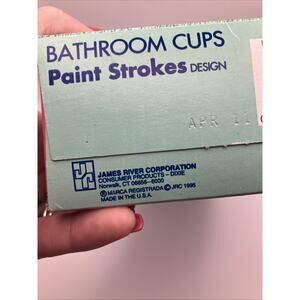 BATHROOM CUPS
Paint Strokes DESIGN
APR 11
JAMES RIVER CORPORATION
CONSUMER PRODUCTS - DIXIE
Norwalk, CT 06856-6000
® MARCA REGISTRADA © JRC 1995
MADE IN THE U.S.A.